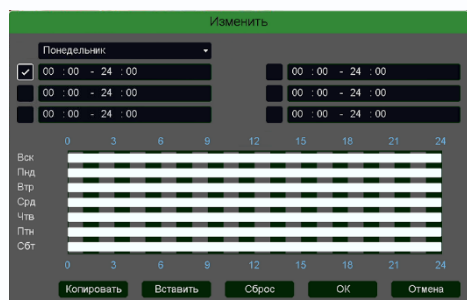 Изменить
Понедельник
00 :00 - 24 :00 00 :00 - 24 :00
00 :00 - 24 :00 00 :00 - 24 :00
00 :00 - 24 :00 00 :00 - 24 :00
0 3 6 9 12 15 18 21 24
Вск
Пнд
Втр
Срд
Чтв
Птн
Сбт
0 3 6 9 12 15 18 21 24
Копировать Вставить Сброс ОК Отмена